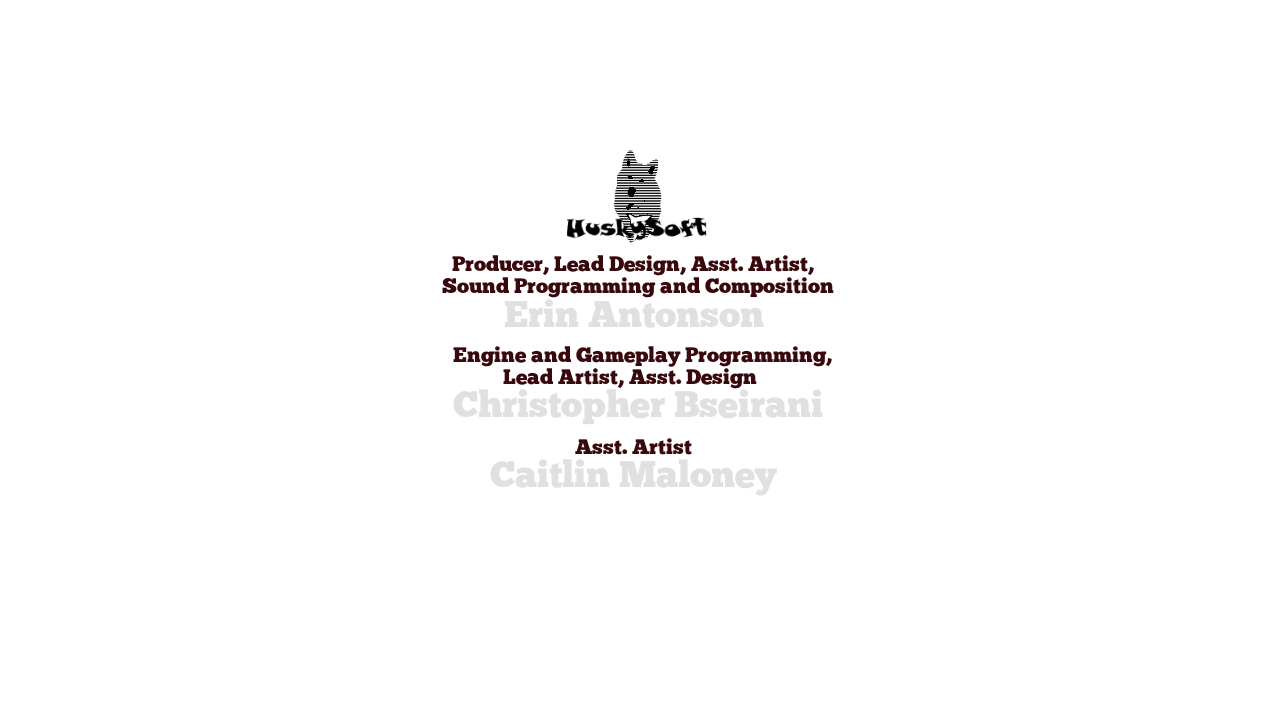 HuskySoft
Producer, Lead Design, Asst. Artist,
Sound Programming and Composition
Erin Antonson
Engine and Gameplay Programming,
Lead Artist, Asst. Design
Christopher Bseirani
Asst. Artist
Caitlin Maloney